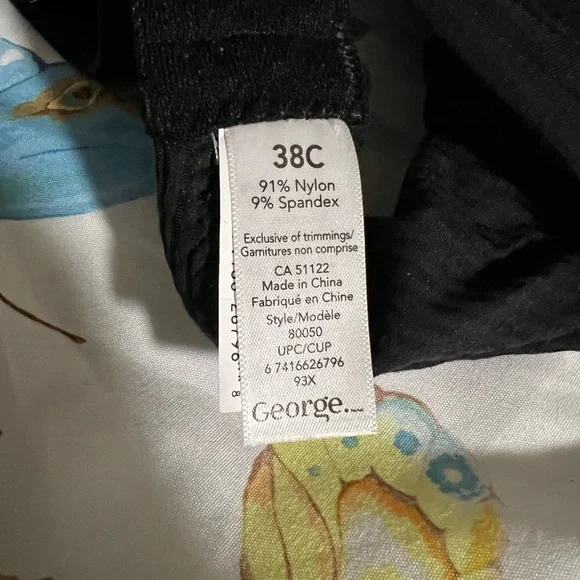 38C
91% Nylon
9% Spandex
Exclusive of trimmings/
Garnitures non comprise
CA 51122
Made in China
Fabriqué en Chine
Style/Modèle
80050
UPC/CUP
6 7416626796
93X
George.